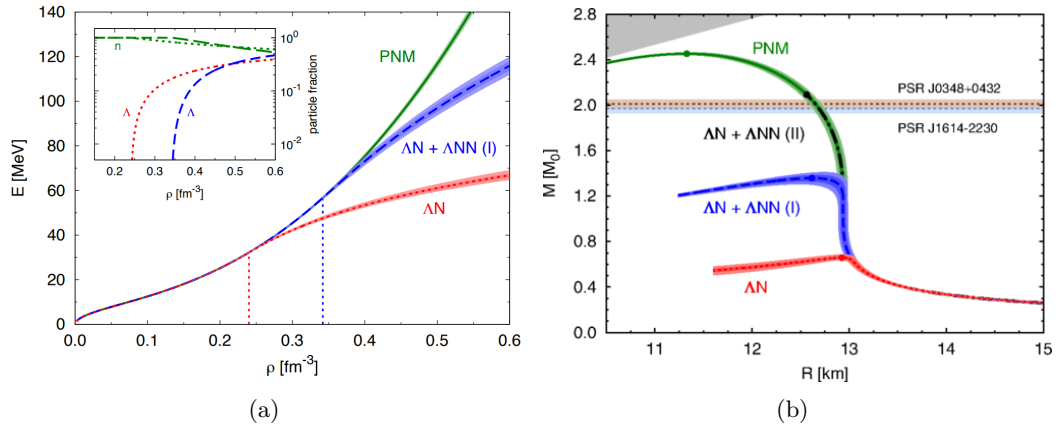 140
120
100
80
60
40
20
0
E [MeV]
0.0
0.1
0.2
0.3
0.4
0.5
0.6
ρ [fm⁻³]
PNM
ΛN + ΛNN (I)
ΛN
n
Λ
Λ
10⁰
10⁻¹
10⁻²
particle fraction
0.2
0.3
0.4
0.5
0.6
ρ [fm⁻³]
(a)
2.8
2.4
2.0
1.6
1.2
0.8
0.4
0.0
M [M₀]
11
12
13
14
15
R [km]
PNM
PSR J0348+0432
PSR J1614-2230
ΛN + ΛNN (II)
ΛN + ΛNN (I)
ΛN
(b)